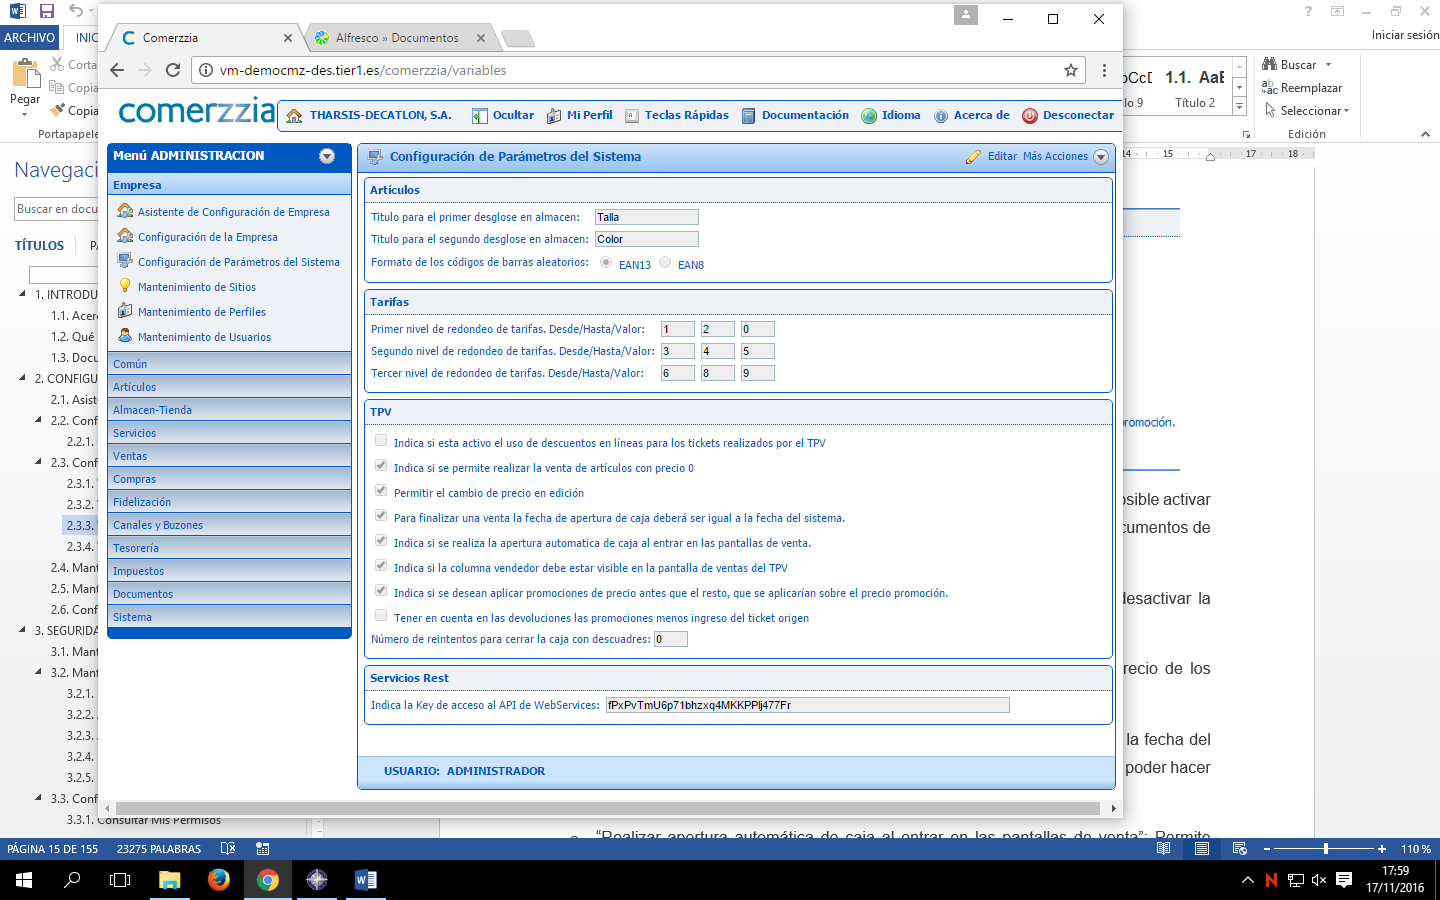 Comerzzia
Alfresco » Documentos
vm-democmz-des.tier1.es/comerzzia/variables
ARCHIVO
INIC
Iniciar sesión
Pegar
Corta
Copia
Copia
Portapapele
Buscar
Reemplazar
Seleccionar
Edición
1.1. AaE
Título 2
lo 9
14 15 17 18
comerzzia
THARSIS-DECATLON, S.A.
Ocultar
Mi Perfil
Teclas Rápidas
Documentación
Idioma
Acerca de
Desconectar
Navegaci
Buscar en docu
TÍTULOS
1. INTRODU
1.1. Acer
1.2. Qué
1.3. Docu
2. CONFIGU
2.1. Asist
2.2. Conf
2.2.1.
2.3. Conf
2.3.1.
2.3.2.
2.3.3.
2.3.4.
2.4. Mant
2.5. Mant
2.6. Conf
3. SEGURIDA
3.1. Mant
3.2. Mant
3.2.1.
3.2.2.
3.2.3.
3.2.4.
3.2.5.
3.3. Conf
3.3.1. Consultar Mis Permisos
Menú ADMINISTRACION
Empresa
Asistente de Configuración de Empresa
Configuración de la Empresa
Configuración de Parámetros del Sistema
Mantenimiento de Sitios
Mantenimiento de Perfiles
Mantenimiento de Usuarios
Común
Artículos
Almacen-Tienda
Servicios
Ventas
Compras
Fidelización
Canales y Buzones
Tesorería
Impuestos
Documentos
Sistema
Configuración de Parámetros del Sistema
Editar Más Acciones
Artículos
Titulo para el primer desglose en almacen: Talla
Titulo para el segundo desglose en almacen: Color
Formato de los códigos de barras aleatorios: EAN13 EAN8
Tarifas
Primer nivel de redondeo de tarifas. Desde/Hasta/Valor: 1 2 0
Segundo nivel de redondeo de tarifas. Desde/Hasta/Valor: 3 4 5
Tercer nivel de redondeo de tarifas. Desde/Hasta/Valor: 6 8 9
TPV
Indica si esta activo el uso de descuentos en líneas para los tickets realizados por el TPV
Indica si se permite realizar la venta de artículos con precio 0
Permitir el cambio de precio en edición
Para finalizar una venta la fecha de apertura de caja deberá ser igual a la fecha del sistema.
Indica si se realiza la apertura automatica de caja al entrar en las pantallas de venta.
Indica si la columna vendedor debe estar visible en la pantalla de ventas del TPV
Indica si se desean aplicar promociones de precio antes que el resto, que se aplicarían sobre el precio promoción.
Tener en cuenta en las devoluciones las promociones menos ingreso del ticket origen
Número de reintentos para cerrar la caja con descuadres: 0
Servicios Rest
Indica la Key de acceso al API de WebServices: fPxPvTmU6p71bhzxq4MKKPPlj477Fr
USUARIO: ADMINISTRADOR
romoción.
osible activar
cumentos de
desactivar la
recio de los
la fecha del
poder hacer
“Realizar apertura automática de caja al entrar en las pantallas de venta”: Permite
PÁGINA 15 DE 155
23275 PALABRAS
110 %
17:59
17/11/2016